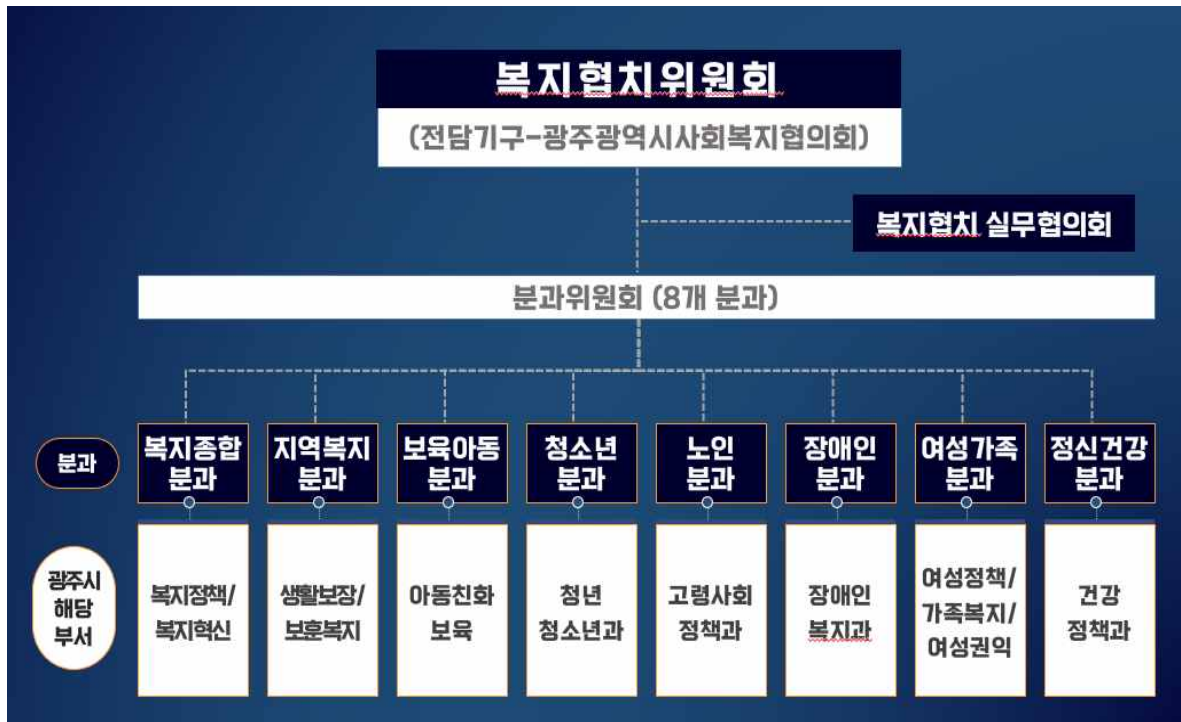 복지협치위원회
(전담기구-광주광역시사회복지협의회)
복지협치 실무협의회
분과위원회 (8개 분과)
분과
복지종합
분과
지역복지
분과
보육아동
분과
청소년
분과
노인
분과
장애인
분과
여성가족
분과
정신건강
분과
광주시
해당
부서
복지정책/
복지혁신
생활보장/
보훈복지
아동친화
보육
청년
청소년과
고령사회
정책과
장애인
복지과
여성정책/
가족복지/
여성권익
건강
정책과